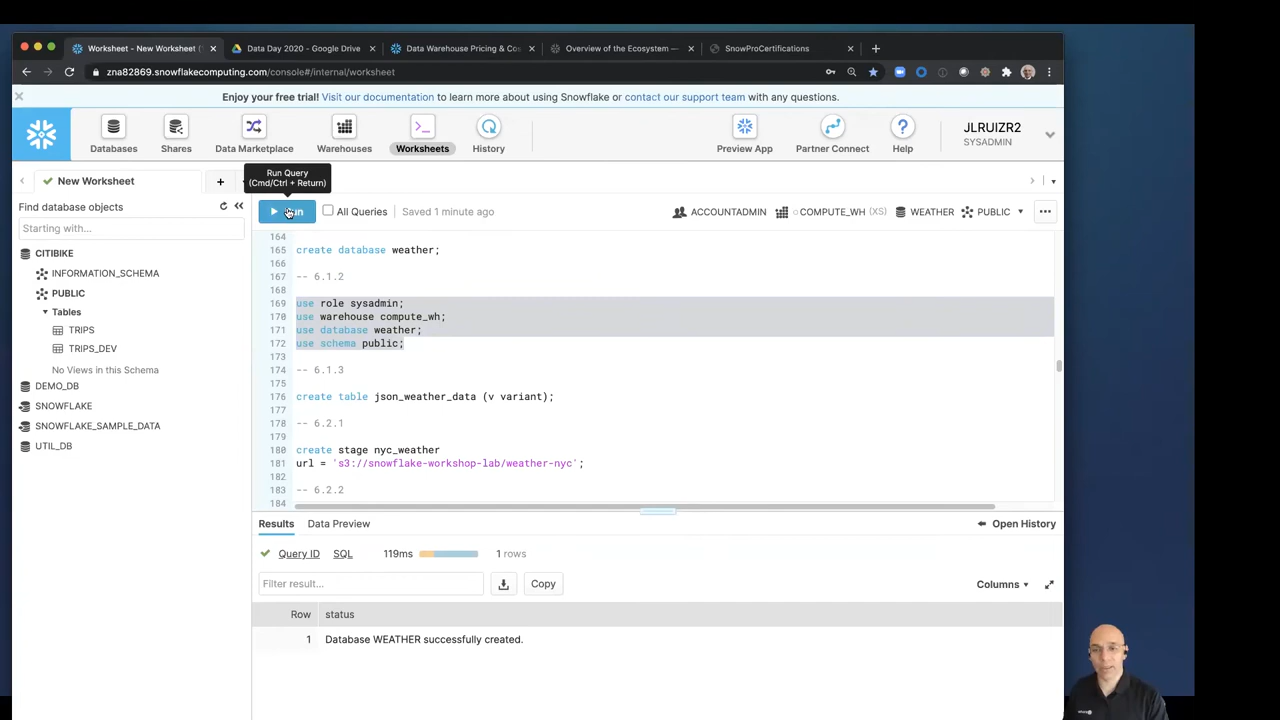 Worksheet - New Worksheet (
Data Day 2020 - Google Drive
Data Warehouse Pricing & Co
Overview of the Ecosystem —
SnowProCertifications
zna82869.snowflakecomputing.com/console#/internal/worksheet
Enjoy your free trial! Visit our documentation to learn more about using Snowflake or contact our support team with any questions.
Databases
Shares
Data Marketplace
Warehouses
Worksheets
History
Preview App
Partner Connect
Help
JLRUIZR2
SYSADMIN
New Worksheet
Run Query
(Cmd/Ctrl + Return)
Find database objects
Starting with...
Run
All Queries
Saved 1 minute ago
ACCOUNTADMIN
COMPUTE_WH (XS)
WEATHER
PUBLIC
CITIBIKE
INFORMATION_SCHEMA
PUBLIC
Tables
TRIPS
TRIPS_DEV
No Views in this Schema
DEMO_DB
SNOWFLAKE
SNOWFLAKE_SAMPLE_DATA
UTIL_DB
164
165 create database weather;
166
167 -- 6.1.2
168
169 use role sysadmin;
170 use warehouse compute_wh;
171 use database weather;
172 use schema public;
173
174 -- 6.1.3
175
176 create table json_weather_data (v variant);
177
178 -- 6.2.1
179
180 create stage nyc_weather
181 url = 's3://snowflake-workshop-lab/weather-nyc';
182
183 -- 6.2.2
184
Results
Data Preview
Open History
Query ID
SQL
119ms
1 rows
Filter result...
Copy
Columns
Row status
1 Database WEATHER successfully created.